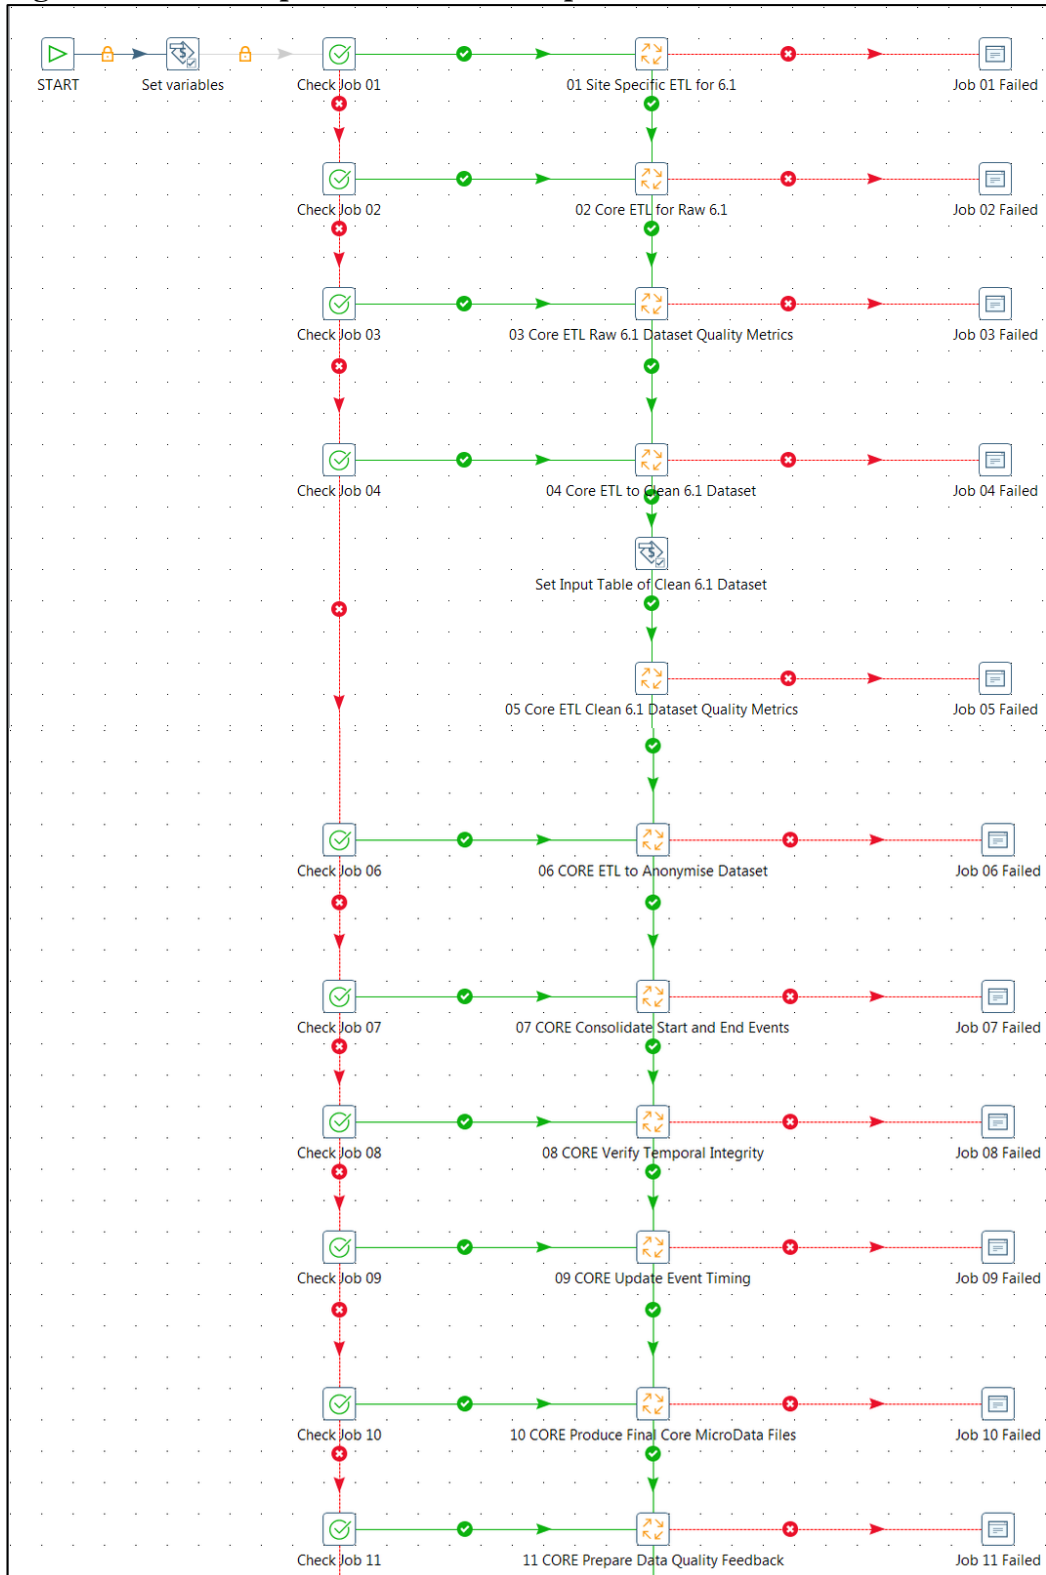 START
Set variables
Check Job 01
01 Site Specific ETL for 6.1
Job 01 Failed
Check Job 02
02 Core ETL for Raw 6.1
Job 02 Failed
Check Job 03
03 Core ETL Raw 6.1 Dataset Quality Metrics
Job 03 Failed
Check Job 04
04 Core ETL to Clean 6.1 Dataset
Job 04 Failed
Set Input Table of Clean 6.1 Dataset
05 Core ETL Clean 6.1 Dataset Quality Metrics
Job 05 Failed
Check Job 06
06 CORE ETL to Anonymise Dataset
Job 06 Failed
Check Job 07
07 CORE Consolidate Start and End Events
Job 07 Failed
Check Job 08
08 CORE Verify Temporal Integrity
Job 08 Failed
Check Job 09
09 CORE Update Event Timing
Job 09 Failed
Check Job 10
10 CORE Produce Final Core MicroData Files
Job 10 Failed
Check Job 11
11 CORE Prepare Data Quality Feedback
Job 11 Failed